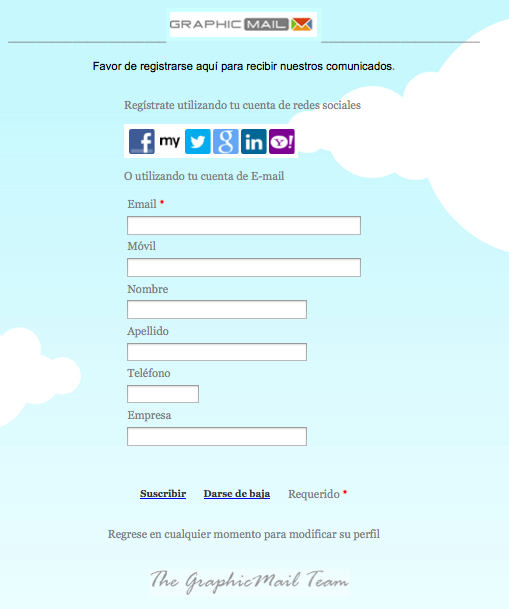 GRAPHICMAIL
Favor de registrarse aquí para recibir nuestros comunicados.
Regístrate utilizando tu cuenta de redes sociales
f my g in Y!
O utilizando tu cuenta de E-mail
Email *
Móvil
Nombre
Apellido
Teléfono
Empresa
Suscribir Darse de baja Requerido *
Regrese en cualquier momento para modificar su perfil
The GraphicMail Team